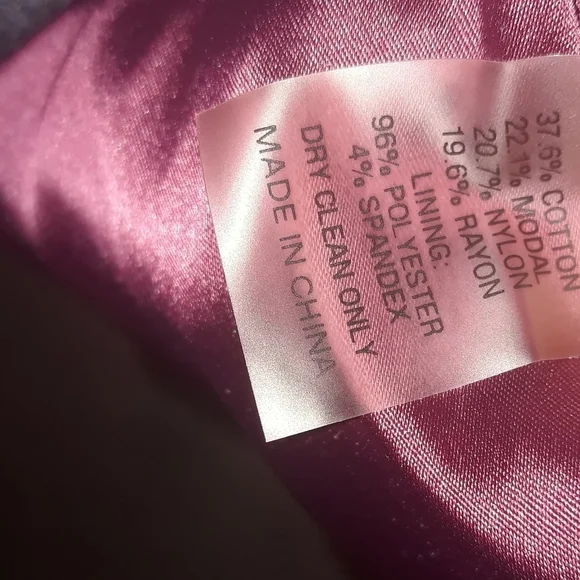 37.6% COTTON
22.1% MODAL
20.7% NYLON
19.6% RAYON
LINING:
96% POLYESTER
4% SPANDEX
DRY CLEAN ONLY
MADE IN CHINA